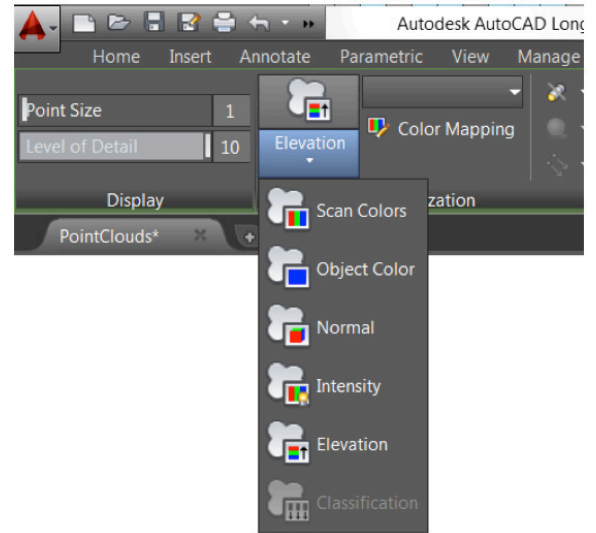 Autodesk AutoCAD Long
Home Insert Annotate Parametric View Manage
Point Size 1
Level of Detail 10
Elevation
Color Mapping
Display
zation
PointClouds*
Scan Colors
Object Color
Normal
Intensity
Elevation
Classification